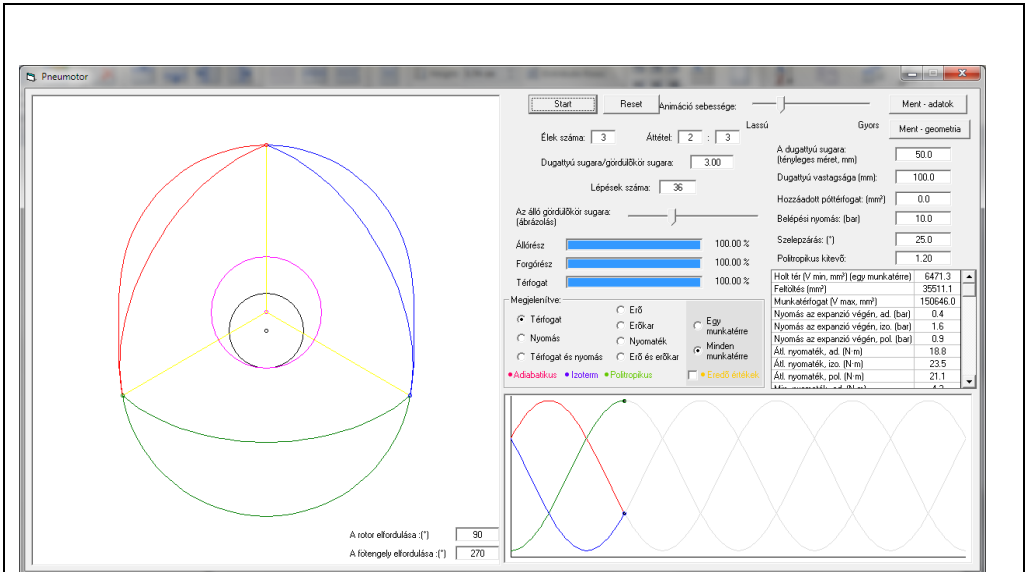 Pneumotor
Start
Reset
Animáció sebessége:
Lassú
Gyors
Ment - adatok
Ment - geometria
Élek száma: 3
Áttétel: 2 : 3
Dugattyú sugara/gördülőkör sugara: 3.00
Lépések száma: 36
Az álló gördülőkör sugara:
(ábrázolás)
Állórész 100.00 %
Forgórész 100.00 %
Térfogat 100.00 %
A dugattyú sugara:
(tényleges méret, mm) 50.0
Dugattyú vastagsága (mm): 100.0
Hozzáadott póttérfogat: (mm³) 0.0
Belépési nyomás: (bar) 10.0
Szelepzárás: (°) 25.0
Politropikus kitevő: 1.20
Megjelenítve:
Térfogat
Nyomás
Térfogat és nyomás
Erő
Erőkar
Nyomaték
Erő és erőkar
Egy
munkatérre
Minden
munkatérre
Adiabatikus
Izoterm
Politropikus
Eredő értékek
Holt tér (V min, mm³) (egy munkatérre) 6471.3
Feltöltés (mm³) 35511.1
Munkatérfogat (V max, mm³) 150646.0
Nyomás az expanzió végén, ad. (bar) 0.4
Nyomás az expanzió végén, izo. (bar) 1.6
Nyomás az expanzió végén, pol. (bar) 0.9
Átl. nyomaték, ad. (N·m) 18.8
Átl. nyomaték, izo. (N·m) 23.5
Átl. nyomaték, pol. (N·m) 21.1
A rotor elfordulása :(°) 90
A főtengely elfordulása :(°) 270